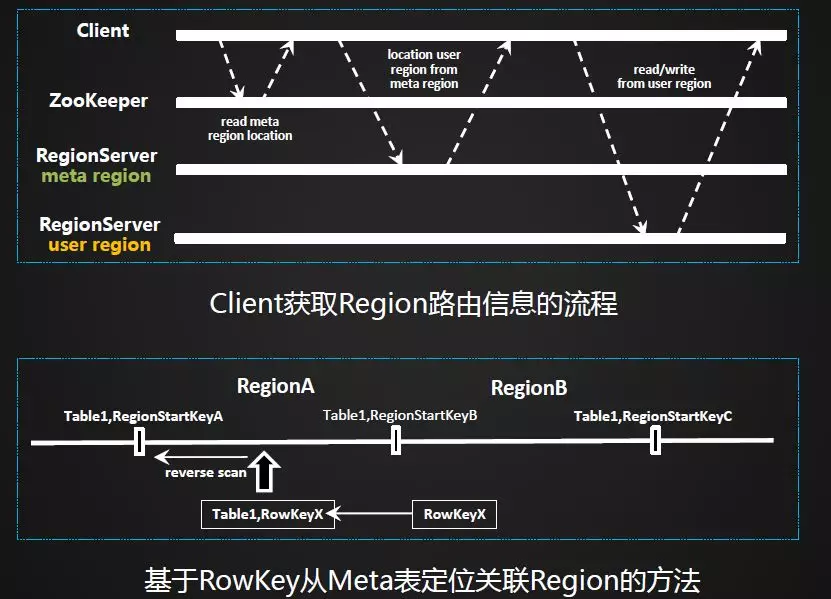 Client
ZooKeeper
RegionServer
meta region
RegionServer
user region
read meta
region location
location user
region from
meta region
read/write
from user region
Client获取Region路由信息的流程
RegionA
RegionB
Table1,RegionStartKeyA
Table1,RegionStartKeyB
Table1,RegionStartKeyC
reverse scan
Table1,RowKeyX
RowKeyX
基于RowKey从Meta表定位关联Region的方法